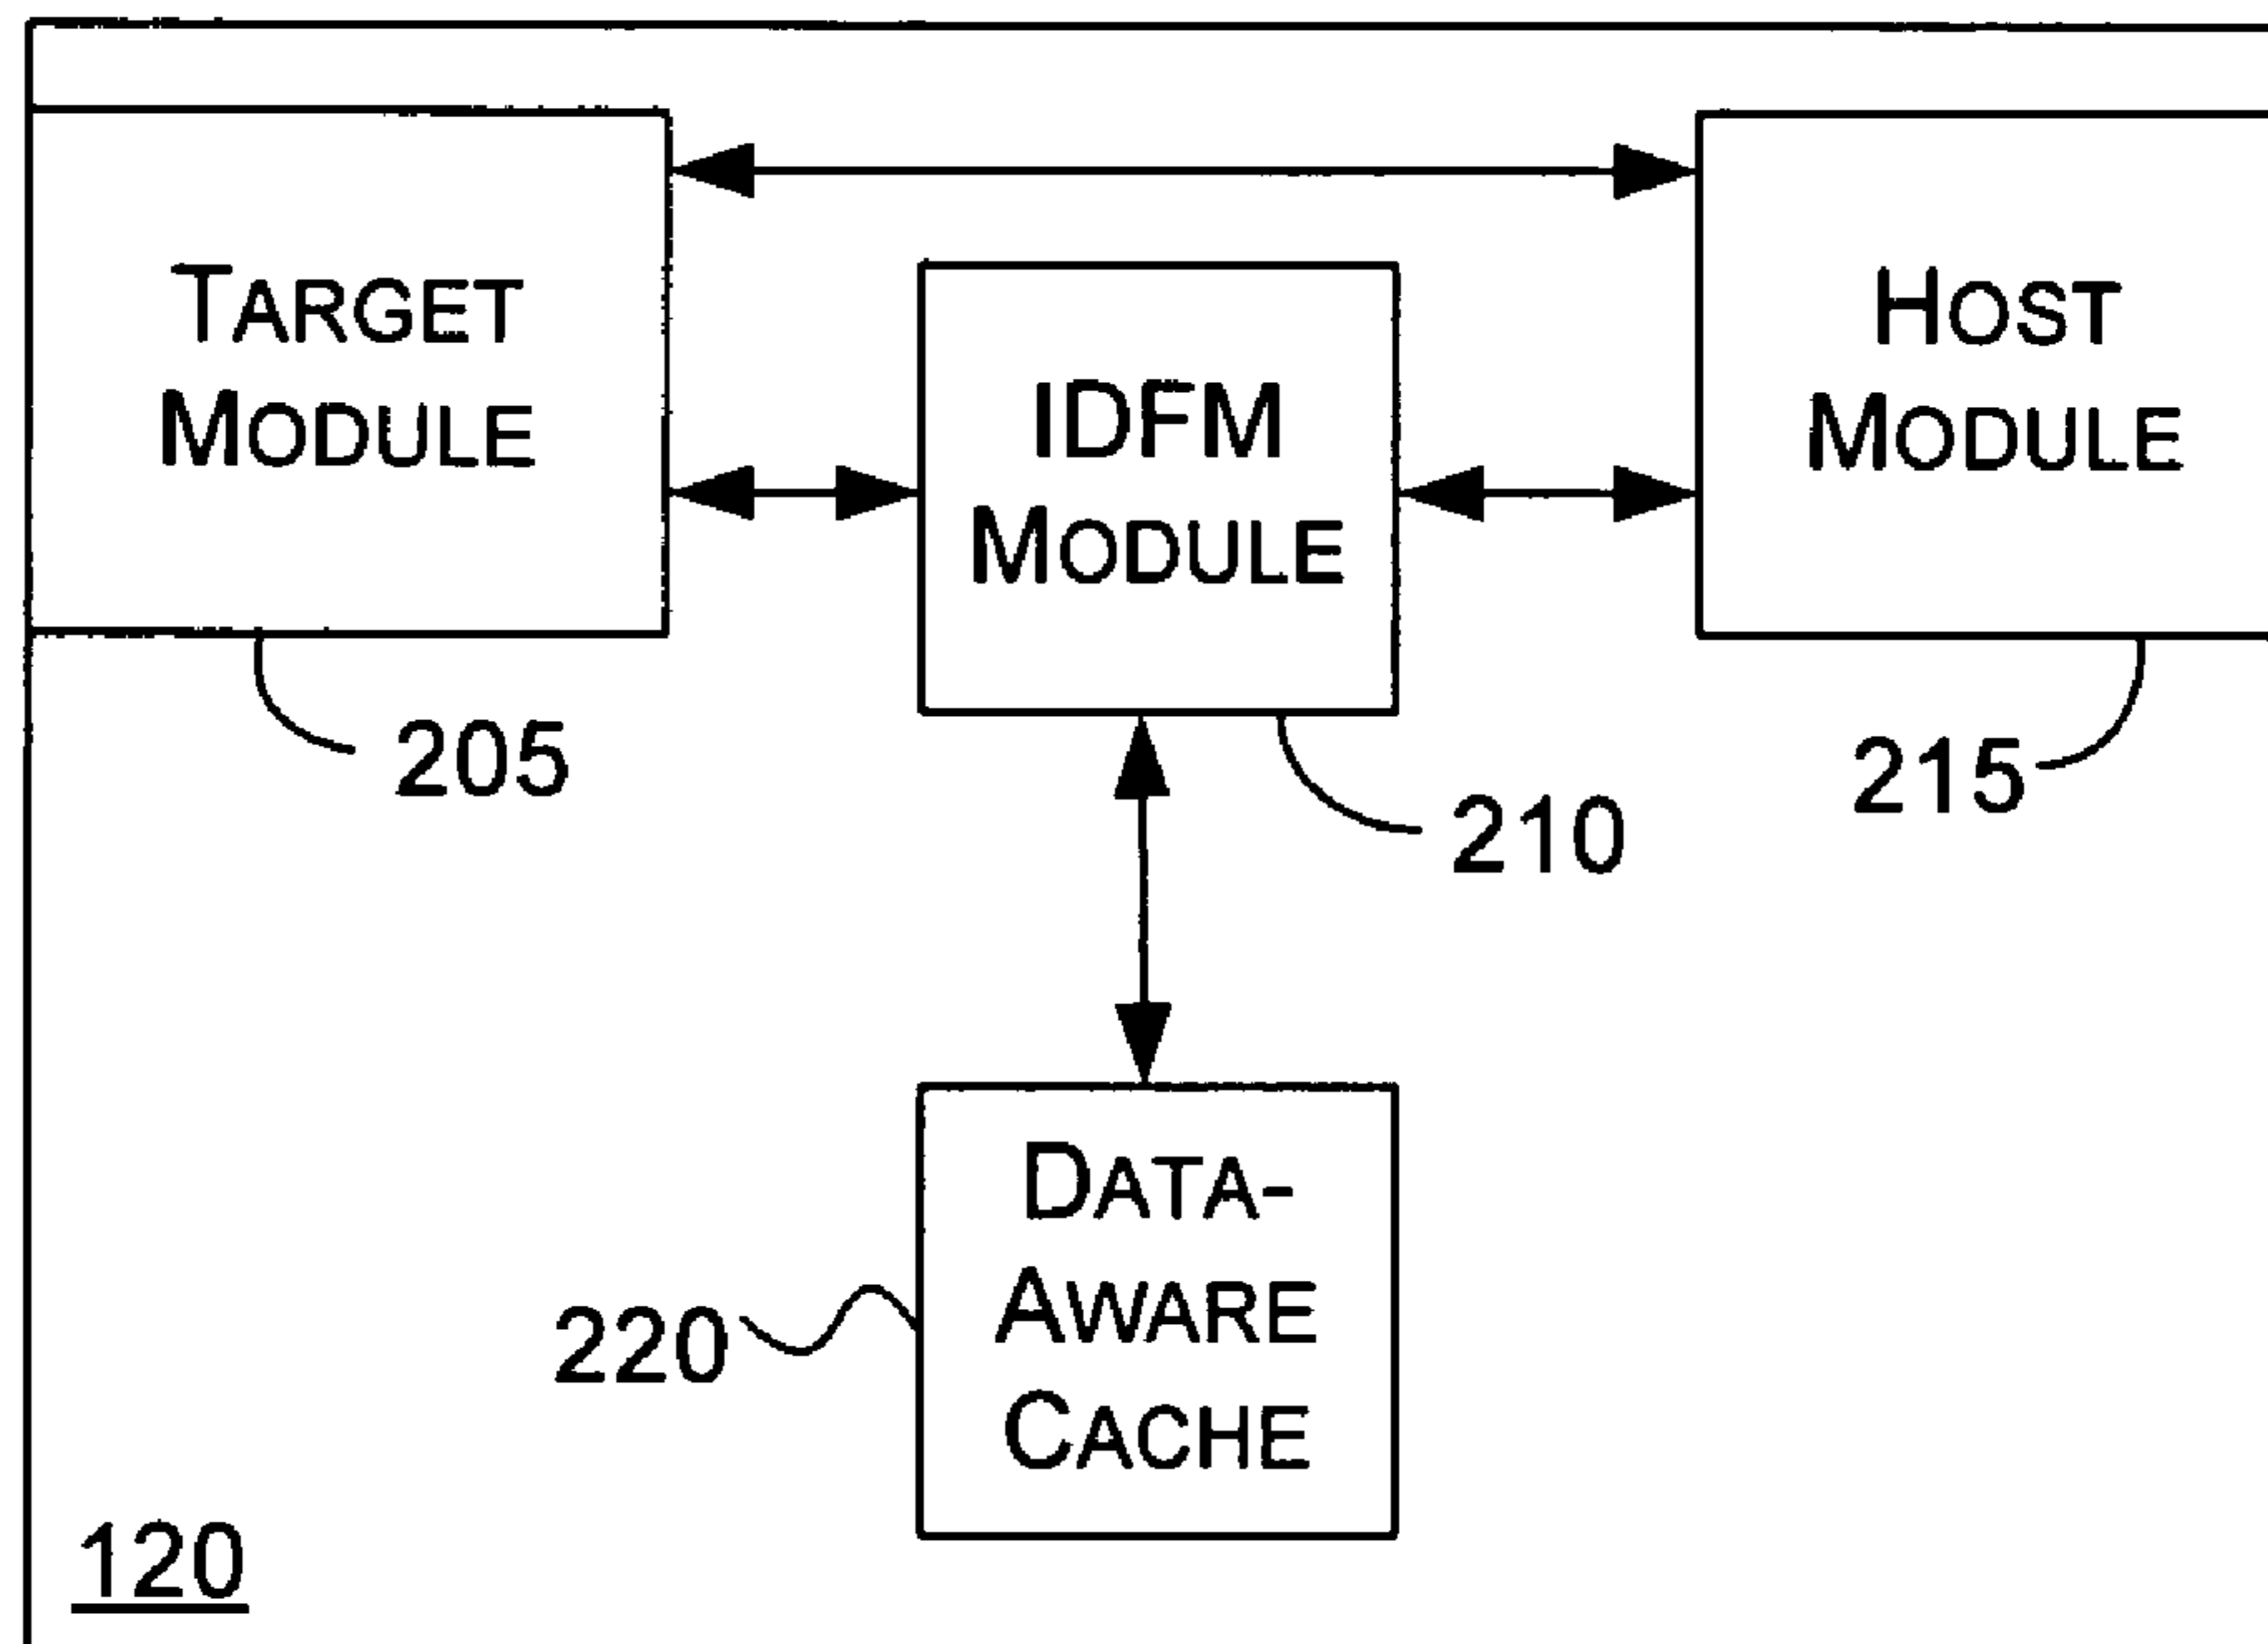 TARGET
MODULE
IDFM
MODULE
HOST
MODULE
205
210
215
DATA-
AWARE
CACHE
220
120